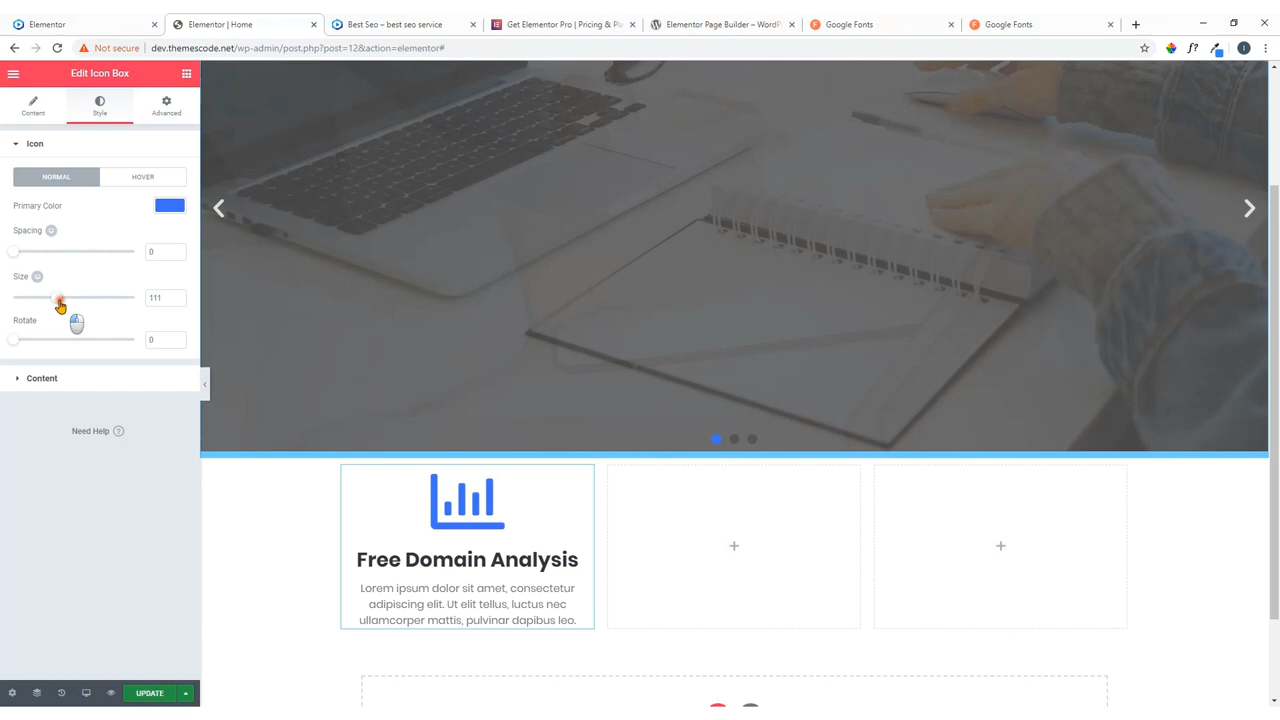 Elementor
Elementor | Home
Best Seo – best seo service
Get Elementor Pro | Pricing & Pl
Elementor Page Builder – WordPr
Google Fonts
Google Fonts
Not secure
dev.themescode.net/wp-admin/post.php?post=12&action=elementor#
f?
I
Edit Icon Box
Content
Style
Advanced
Icon
NORMAL
HOVER
Primary Color
Spacing
0
Size
111
Rotate
0
Content
Need Help ?
UPDATE
Free Domain Analysis
Lorem ipsum dolor sit amet, consectetur
adipiscing elit. Ut elit tellus, luctus nec
ullamcorper mattis, pulvinar dapibus leo.